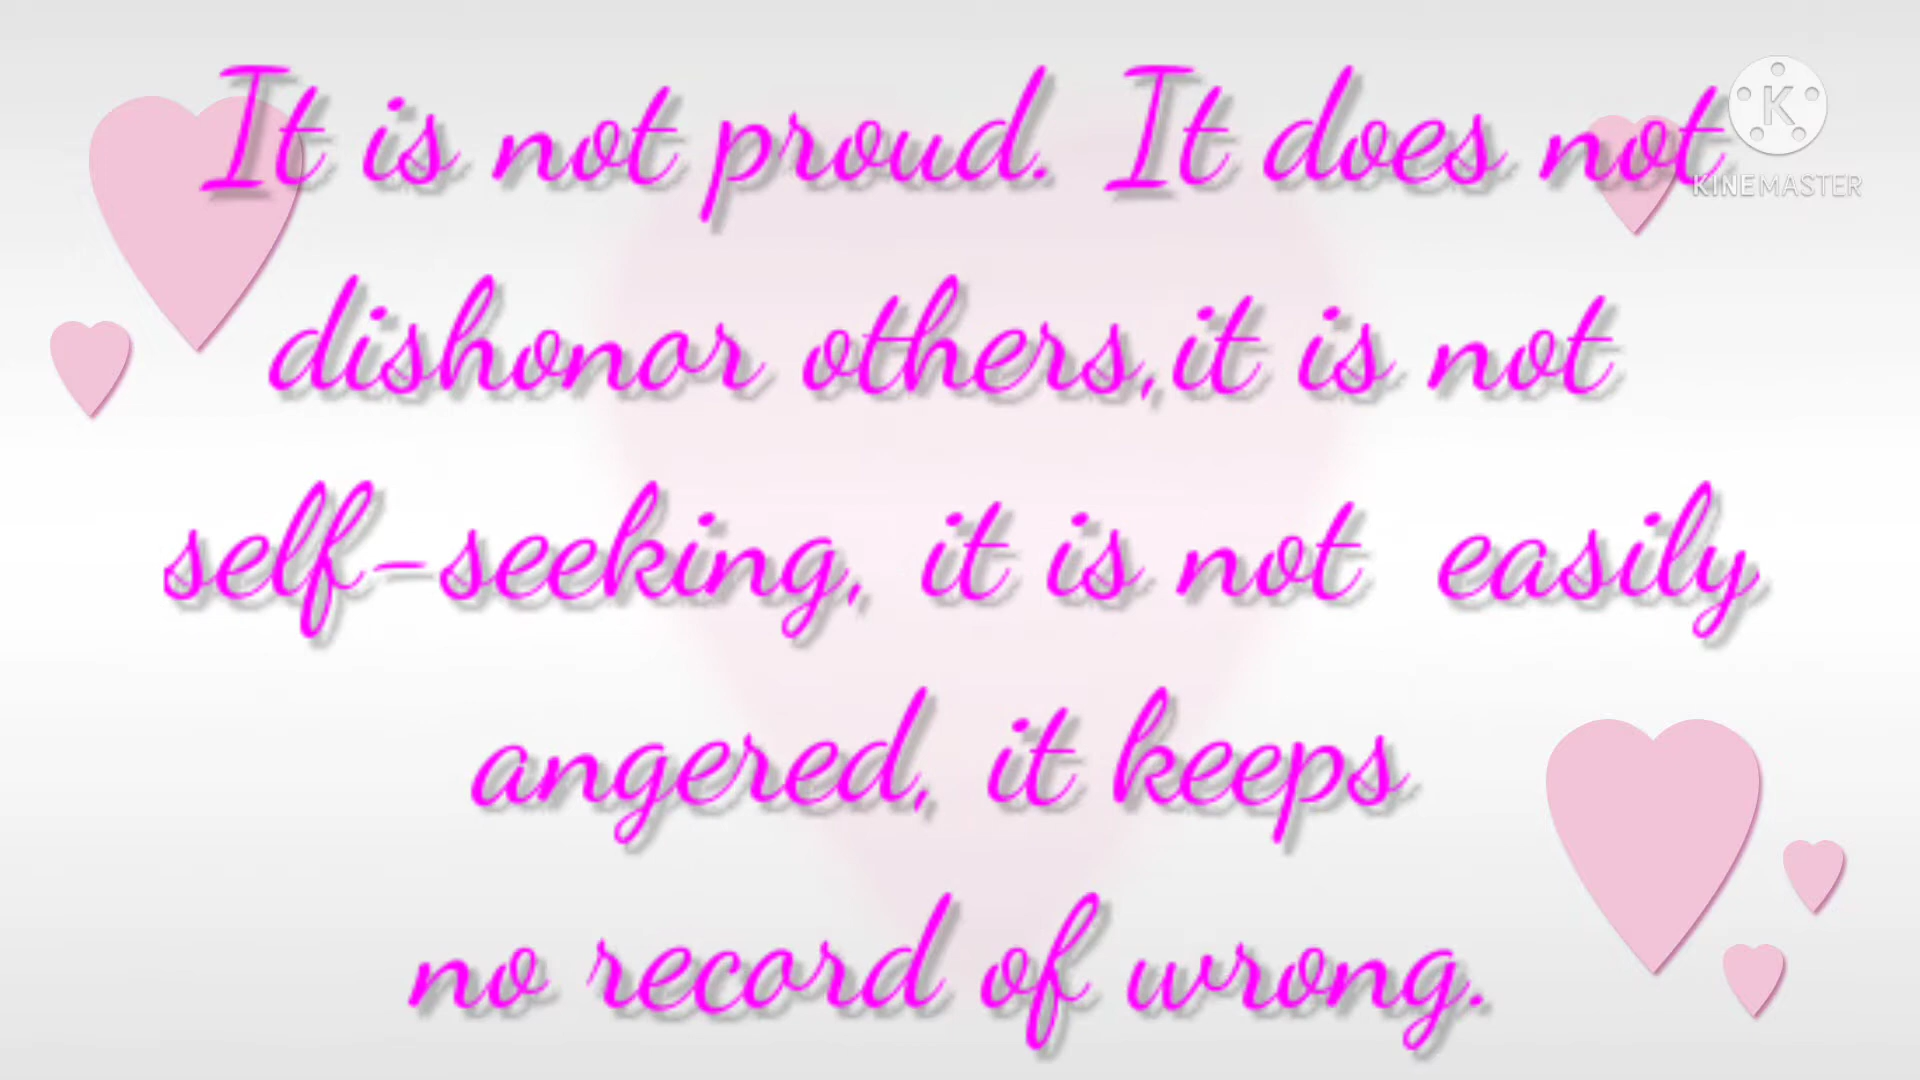 It is not proud. It does not
dishonor others,it is not
self-seeking, it is not easily
angered, it keeps
no record of wrong.
K
KINEMASTER